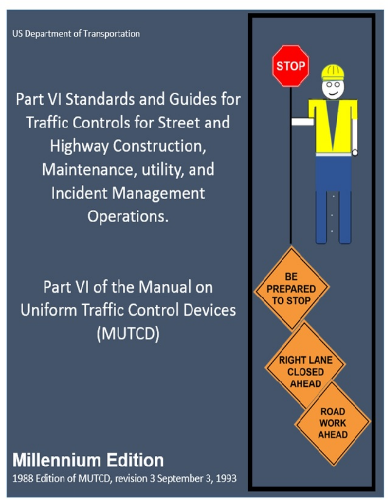 US Department of Transportation
Part VI Standards and Guides for
Traffic Controls for Street and
Highway Construction,
Maintenance, utility, and
Incident Management
Operations.
Part VI of the Manual on
Uniform Traffic Control Devices
(MUTCD)
Millennium Edition
1988 Edition of MUTCD, revision 3 September 3, 1993
STOP
BE
PREPARED
TO STOP
RIGHT LANE
CLOSED
AHEAD
ROAD
WORK
AHEAD